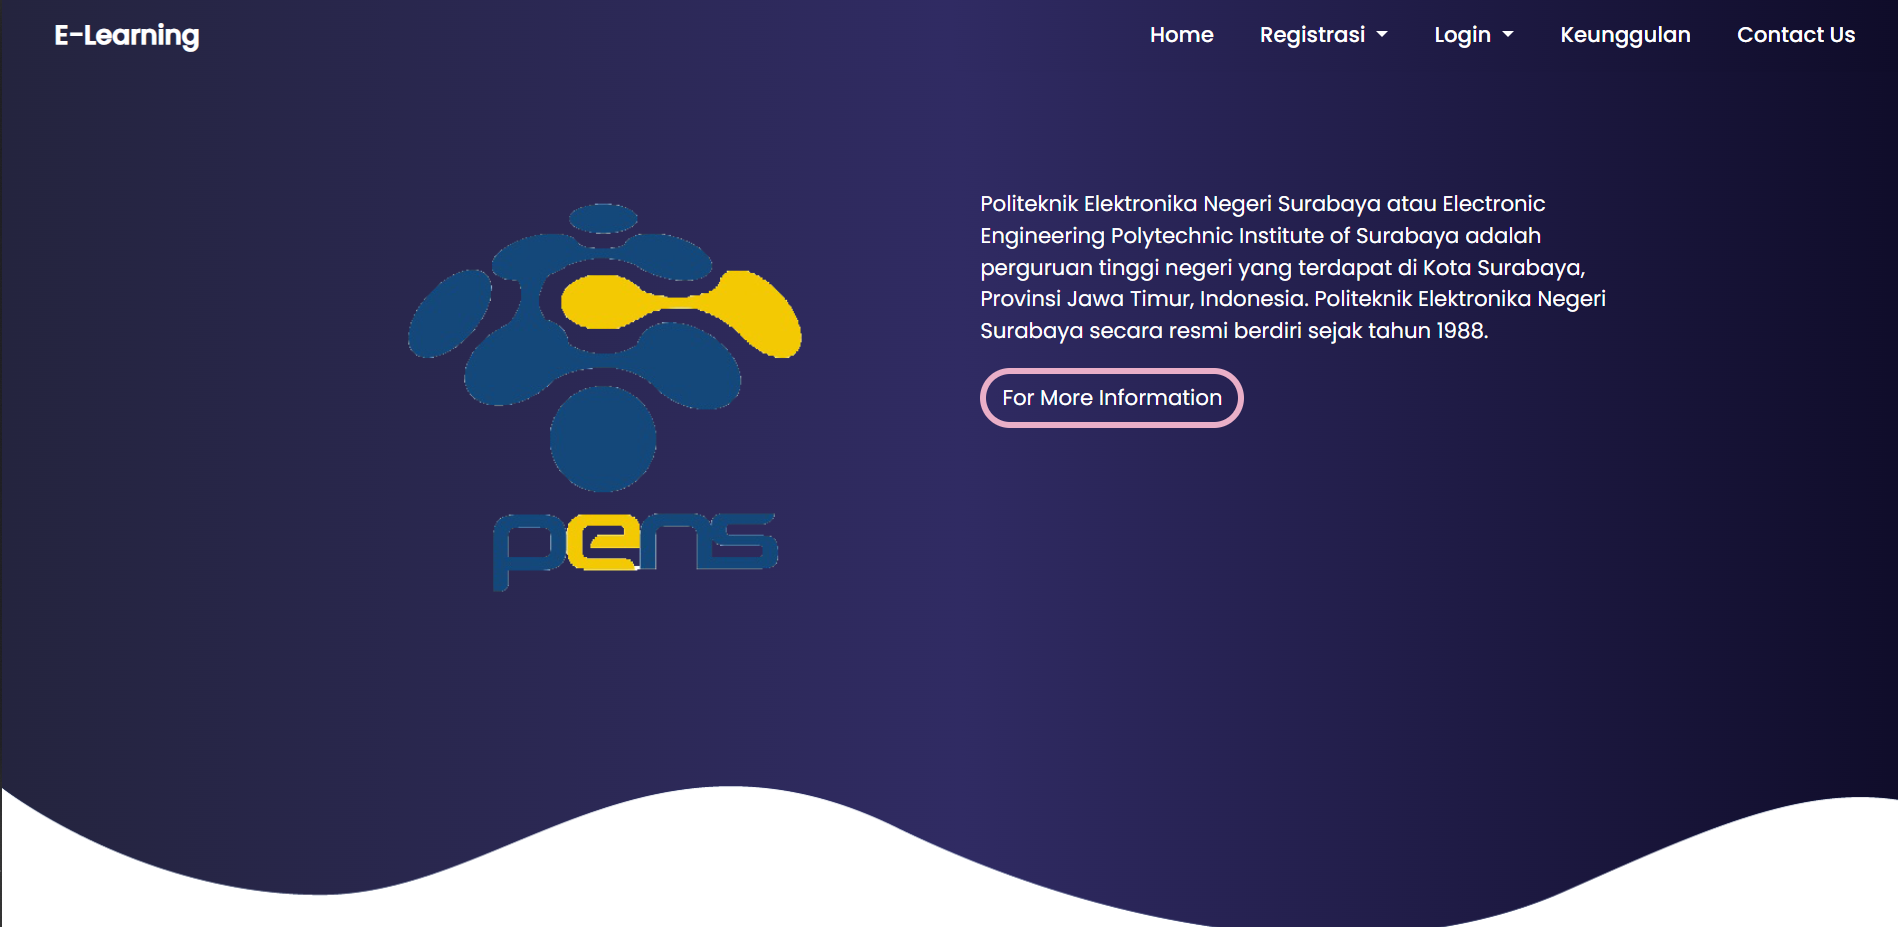 E-Learning
Home
Registrasi
Login
Keunggulan
Contact Us
Politeknik Elektronika Negeri Surabaya atau Electronic
Engineering Polytechnic Institute of Surabaya adalah
perguruan tinggi negeri yang terdapat di Kota Surabaya,
Provinsi Jawa Timur, Indonesia. Politeknik Elektronika Negeri
Surabaya secara resmi berdiri sejak tahun 1988.
For More Information
pens